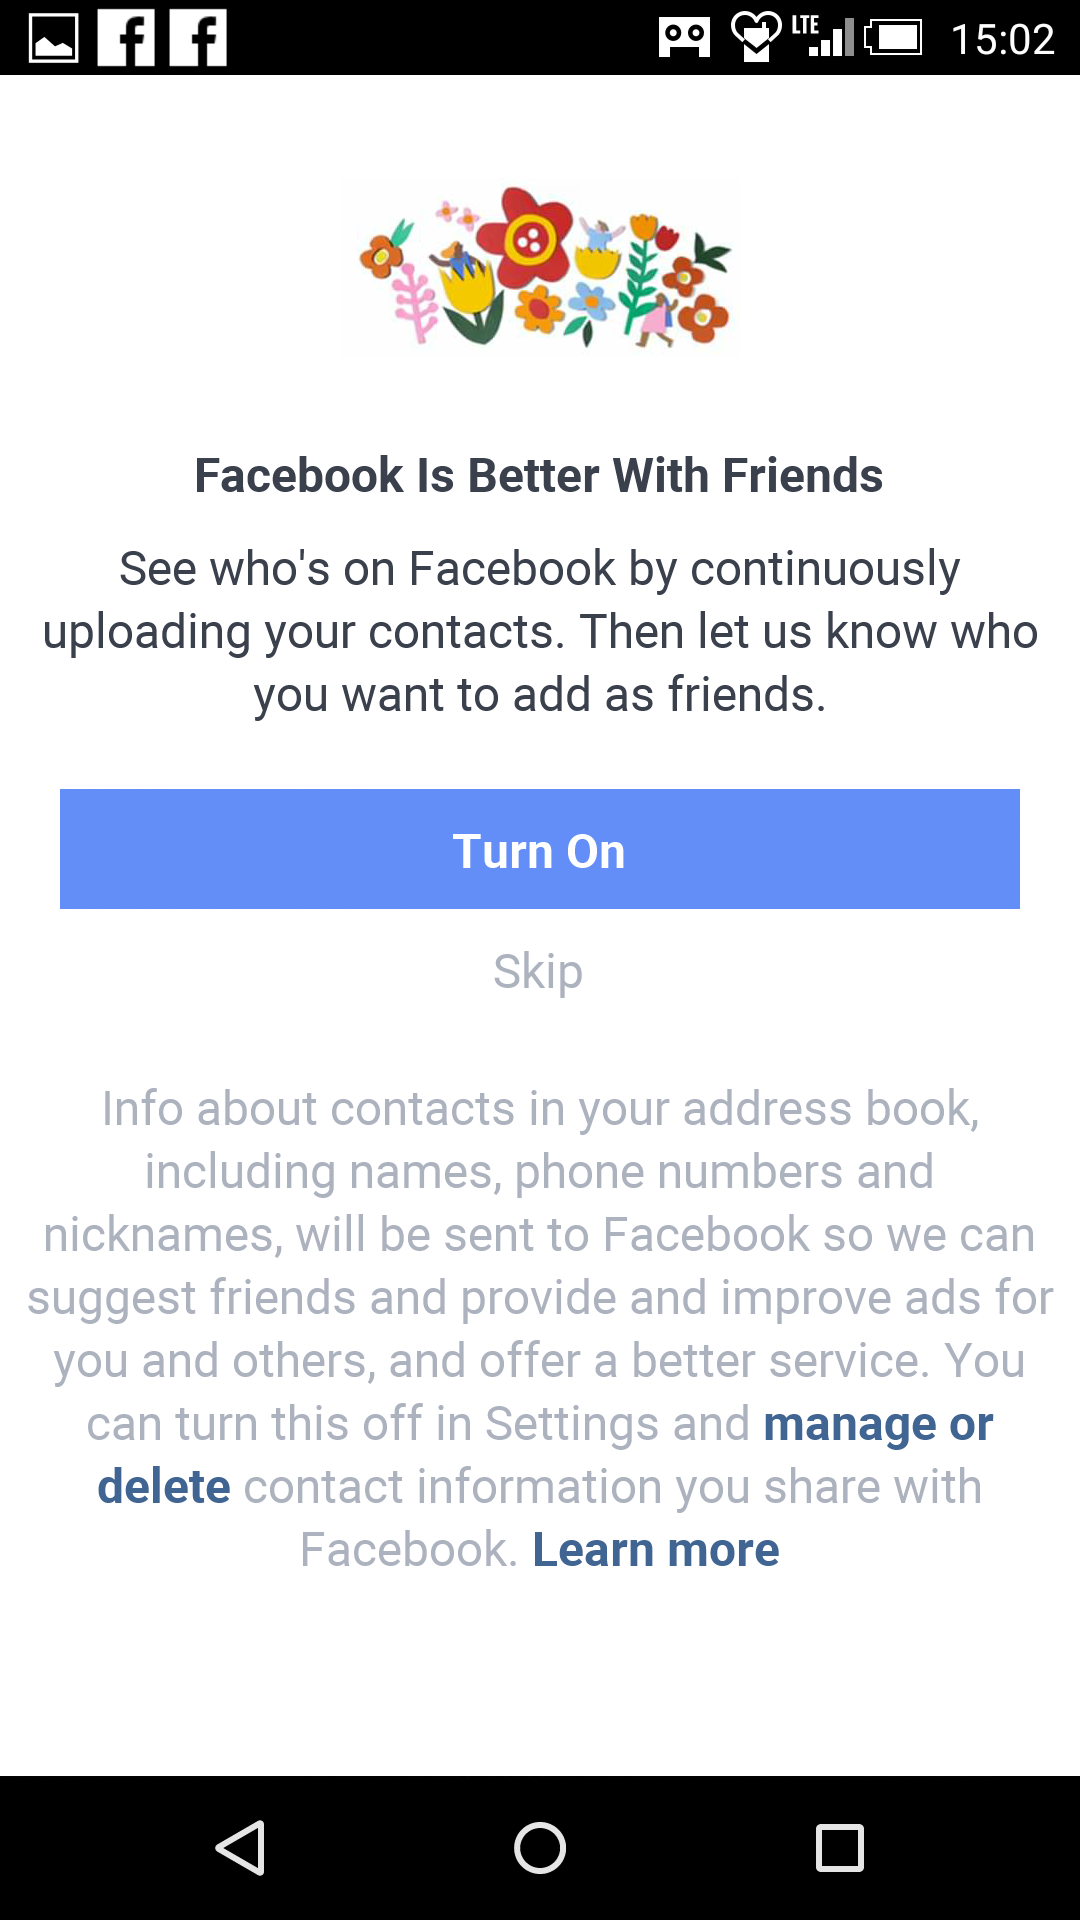 LTE 15:02
Facebook Is Better With Friends
See who's on Facebook by continuously
uploading your contacts. Then let us know who
you want to add as friends.
Turn On
Skip
Info about contacts in your address book,
including names, phone numbers and
nicknames, will be sent to Facebook so we can
suggest friends and provide and improve ads for
you and others, and offer a better service. You
can turn this off in Settings and manage or
delete contact information you share with
Facebook. Learn more